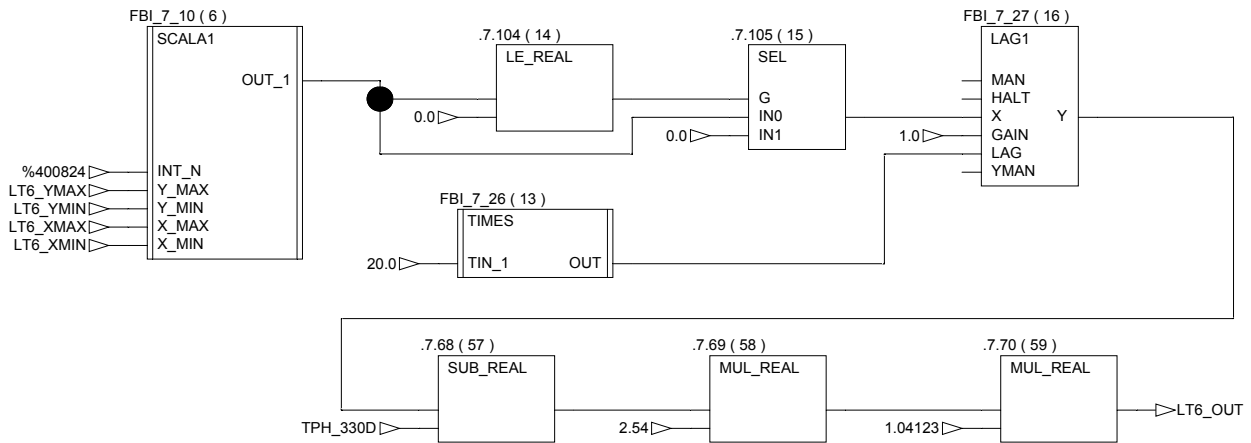 FBI_7_10 ( 6 )
SCALA1
OUT_1
%400824 INT_N
LT6_YMAX Y_MAX
LT6_YMIN Y_MIN
LT6_XMAX X_MAX
LT6_XMIN X_MIN
.7.104 ( 14 )
LE_REAL
0.0
.7.105 ( 15 )
SEL
G
IN0
0.0 IN1
FBI_7_27 ( 16 )
LAG1
MAN
HALT
X Y
1.0 GAIN
LAG
YMAN
FBI_7_26 ( 13 )
TIMES
20.0 TIN_1 OUT
.7.68 ( 57 )
SUB_REAL
TPH_330D
.7.69 ( 58 )
MUL_REAL
2.54
.7.70 ( 59 )
MUL_REAL
1.04123
LT6_OUT